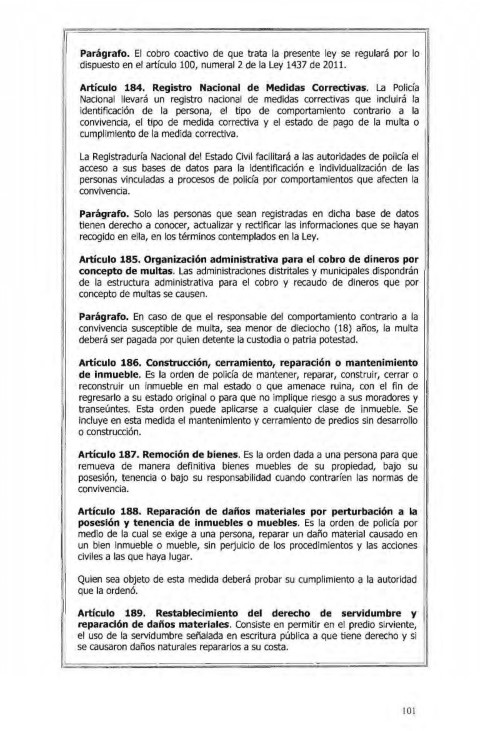 Parágrafo. El cobro coactivo de que trata la presente ley se regulará por lo
dispuesto en el artículo 100, numeral 2 de la Ley 1437 de 2011.
Artículo 184. Registro Nacional de Medidas Correctivas. La Policía
Nacional llevará un registro nacional de medidas correctivas que incluirá la
identificación de la persona, el tipo de comportamiento contrario a la
convivencia, el tipo de medida correctiva y el estado de pago de la multa o
cumplimiento de la medida correctiva.
La Registraduría Nacional del Estado Civil facilitará a las autoridades de policía el
acceso a sus bases de datos para la identificación e individualización de las
personas vinculadas a procesos de policía por comportamientos que afecten la
convivencia.
Parágrafo. Solo las personas que sean registradas en dicha base de datos
tienen derecho a conocer, actualizar y rectificar las informaciones que se hayan
recogido en ella, en los términos contemplados en la Ley.
Artículo 185. Organización administrativa para el cobro de dineros por
concepto de multas. Las administraciones distritales y municipales dispondrán
de la estructura administrativa para el cobro y recaudo de dineros que por
concepto de multas se causen.
Parágrafo. En caso de que el responsable del comportamiento contrario a la
convivencia susceptible de multa, sea menor de dieciocho (18) años, la multa
deberá ser pagada por quien detente la custodia o patria potestad.
Artículo 186. Construcción, cerramiento, reparación o mantenimiento
de inmueble. Es la orden de policía de mantener, reparar, construir, cerrar o
reconstruir un inmueble en mal estado o que amenace ruina, con el fin de
regresarlo a su estado original o para que no implique riesgo a sus moradores y
transeúntes. Esta orden puede aplicarse a cualquier clase de inmueble. Se
incluye en esta medida el mantenimiento y cerramiento de predios sin desarrollo
o construcción.
Artículo 187. Remoción de bienes. Es la orden dada a una persona para que
remueva de manera definitiva bienes muebles de su propiedad, bajo su
posesión, tenencia o bajo su responsabilidad cuando contraríen las normas de
convivencia.
Artículo 188. Reparación de daños materiales por perturbación a la
posesión y tenencia de inmuebles o muebles. Es la orden de policía por
medio de la cual se exige a una persona, reparar un daño material causado en
un bien inmueble o mueble, sin perjuicio de los procedimientos y las acciones
civiles a las que haya lugar.
Quien sea objeto de esta medida deberá probar su cumplimiento a la autoridad
que la ordenó.
Artículo 189. Restablecimiento del derecho de servidumbre y
reparación de daños materiales. Consiste en permitir en el predio sirviente,
el uso de la servidumbre señalada en escritura pública a que tiene derecho y si
se causaron daños naturales repararlos a su costa.
101